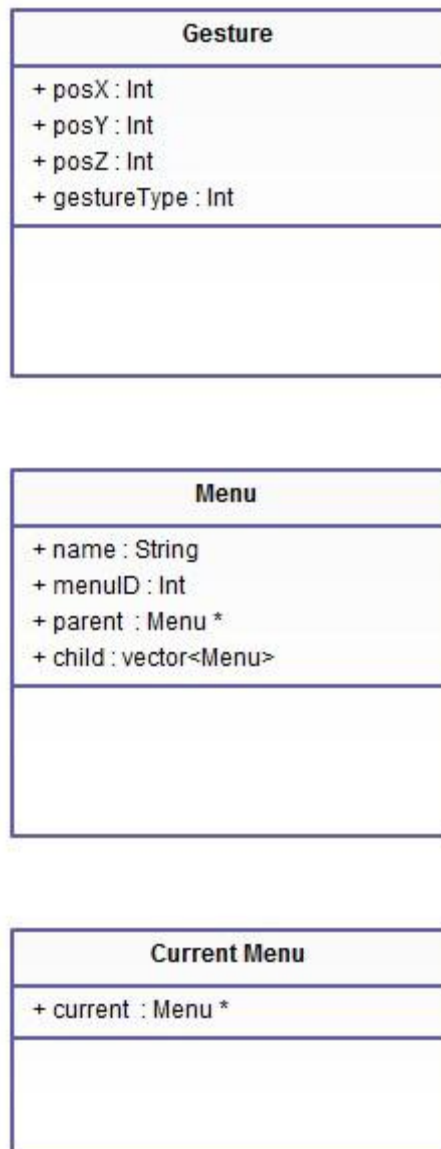 Gesture
+ posX : Int
+ posY : Int
+ posZ : Int
+ gestureType : Int
Menu
+ name : String
+ menuID : Int
+ parent : Menu *
+ child : vector<Menu>
Current Menu
+ current : Menu *